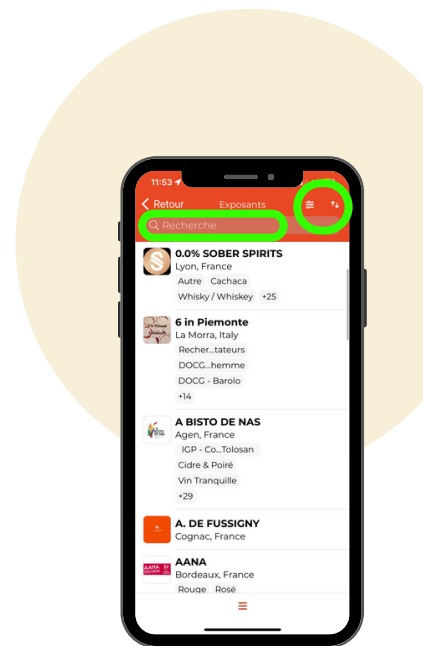 11:53
Retour
Exposants
Recherche
0.0% SOBER SPIRITS
Lyon, France
Autre Cachaca
Whisky / Whiskey +25
6 in Piemonte
La Morra, Italy
Recher...tateurs
DOCG...hemme
DOCG - Barolo
+14
A BISTO DE NAS
Agen, France
IGP - Co...Tolosan
Cidre & Poiré
Vin Tranquille
+29
A. DE FUSSIGNY
Cognac, France
AANA
Bordeaux, France
Rouge Rosé